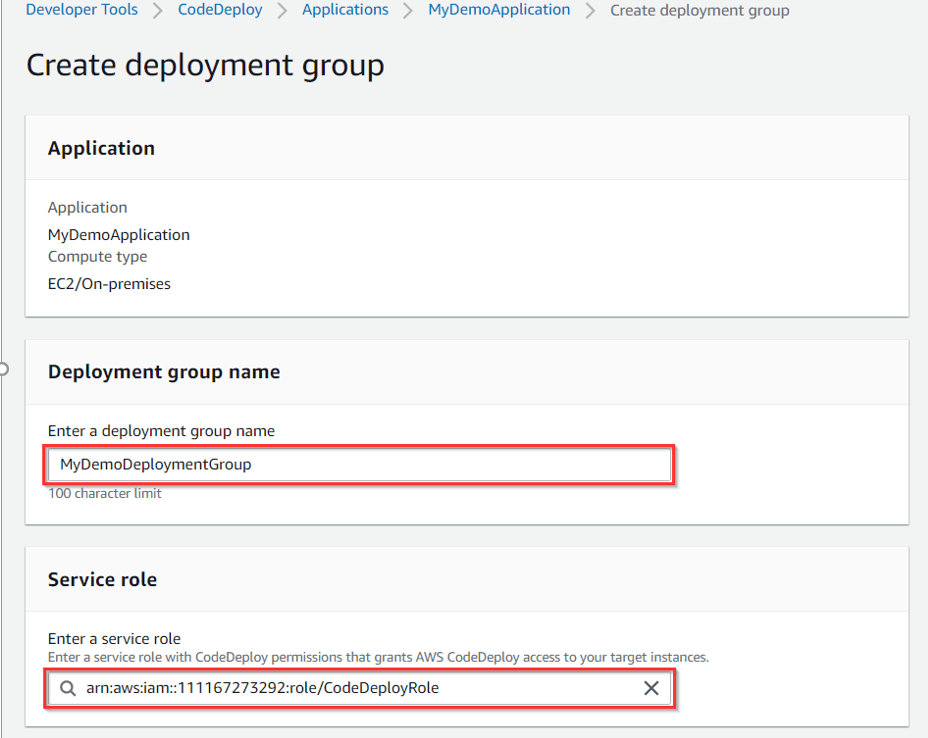 Developer Tools > CodeDeploy > Applications > MyDemoApplication > Create deployment group
Create deployment group
Application
Application
MyDemoApplication
Compute type
EC2/On-premises
Deployment group name
Enter a deployment group name
MyDemoDeploymentGroup
100 character limit
Service role
Enter a service role
Enter a service role with CodeDeploy permissions that grants AWS CodeDeploy access to your target instances.
arn:aws:iam::111167273292:role/CodeDeployRole